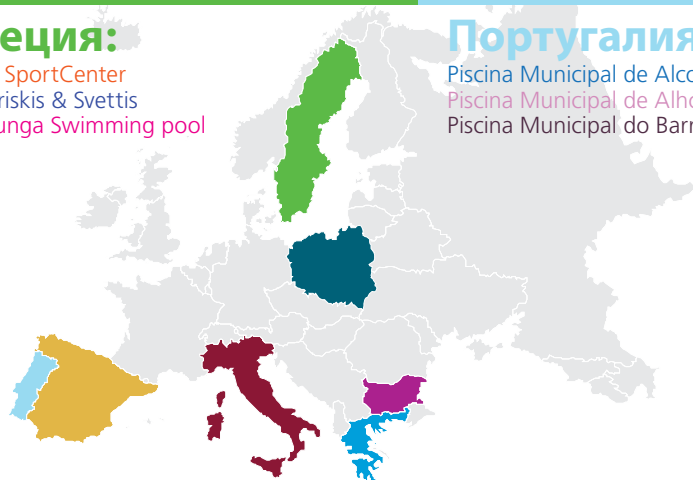 еция:
SportCenter
riskis & Svettis
unga Swimming pool
Португалия
Piscina Municipal de Alco
Piscina Municipal de Alho
Piscina Municipal do Barr